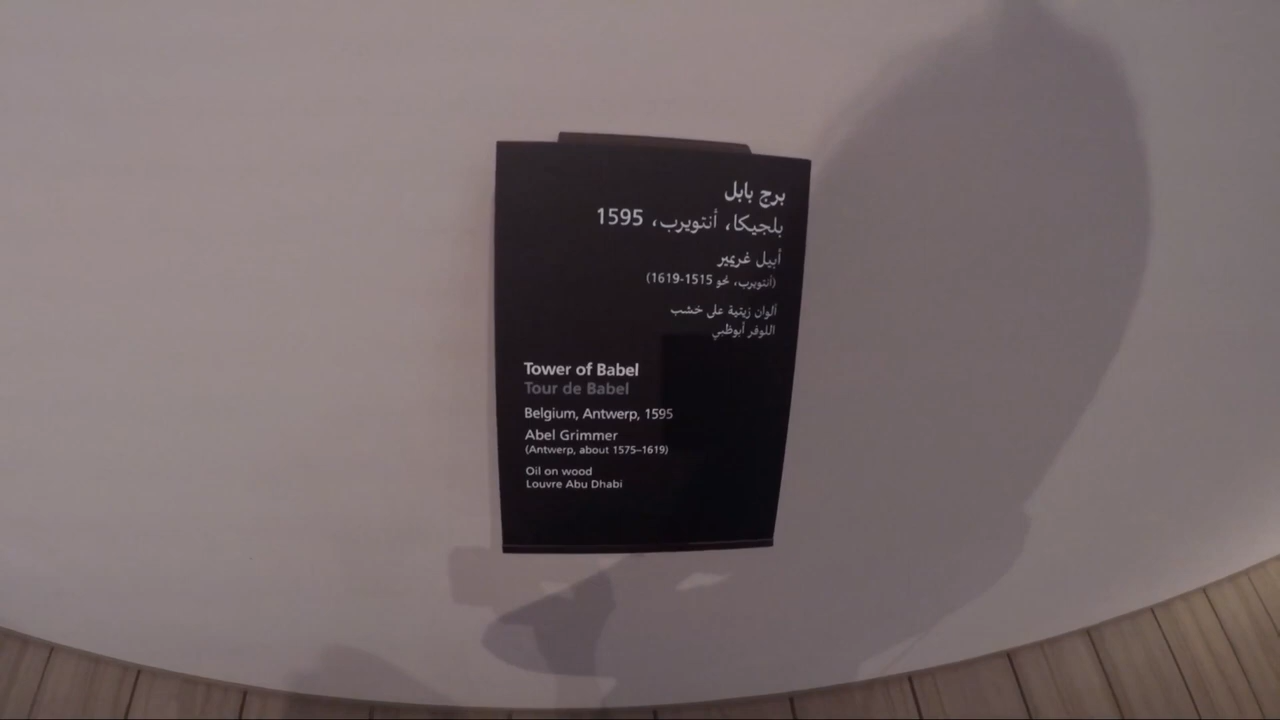 برج بابل
بلجيكا، أنتويرب، 1595
أبيل غريمير
(أنتويرب، نحو 1515-1619)
ألوان زيتية على خشب
اللوفر أبوظبي
Tower of Babel
Tour de Babel
Belgium, Antwerp, 1595
Abel Grimmer
(Antwerp, about 1575–1619)
Oil on wood
Louvre Abu Dhabi